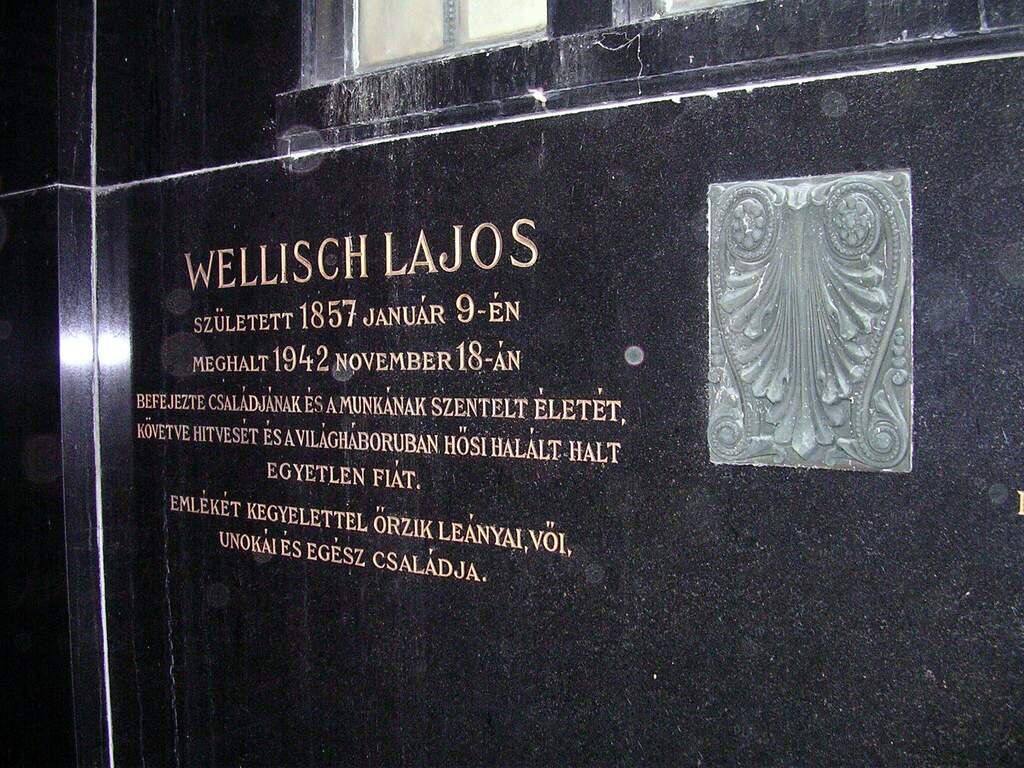 WELLISCH LAJOS
SZÜLETETT 1857 JANUÁR 9-ÉN
MEGHALT 1942 NOVEMBER 18-ÁN
BEFEJEZTE CSALÁDJÁNAK ÉS A MUNKÁNAK SZENTELT ÉLETÉT,
KÖVETVE HITVESÉT ÉS A VILÁGHÁBORUBAN HŐSI HALÁLT HALT
EGYETLEN FIÁT.
EMLÉKÉT KEGYELETTEL ŐRZIK LEÁNYAI, VŐI,
UNOKÁI ÉS EGÉSZ CSALÁDJA.